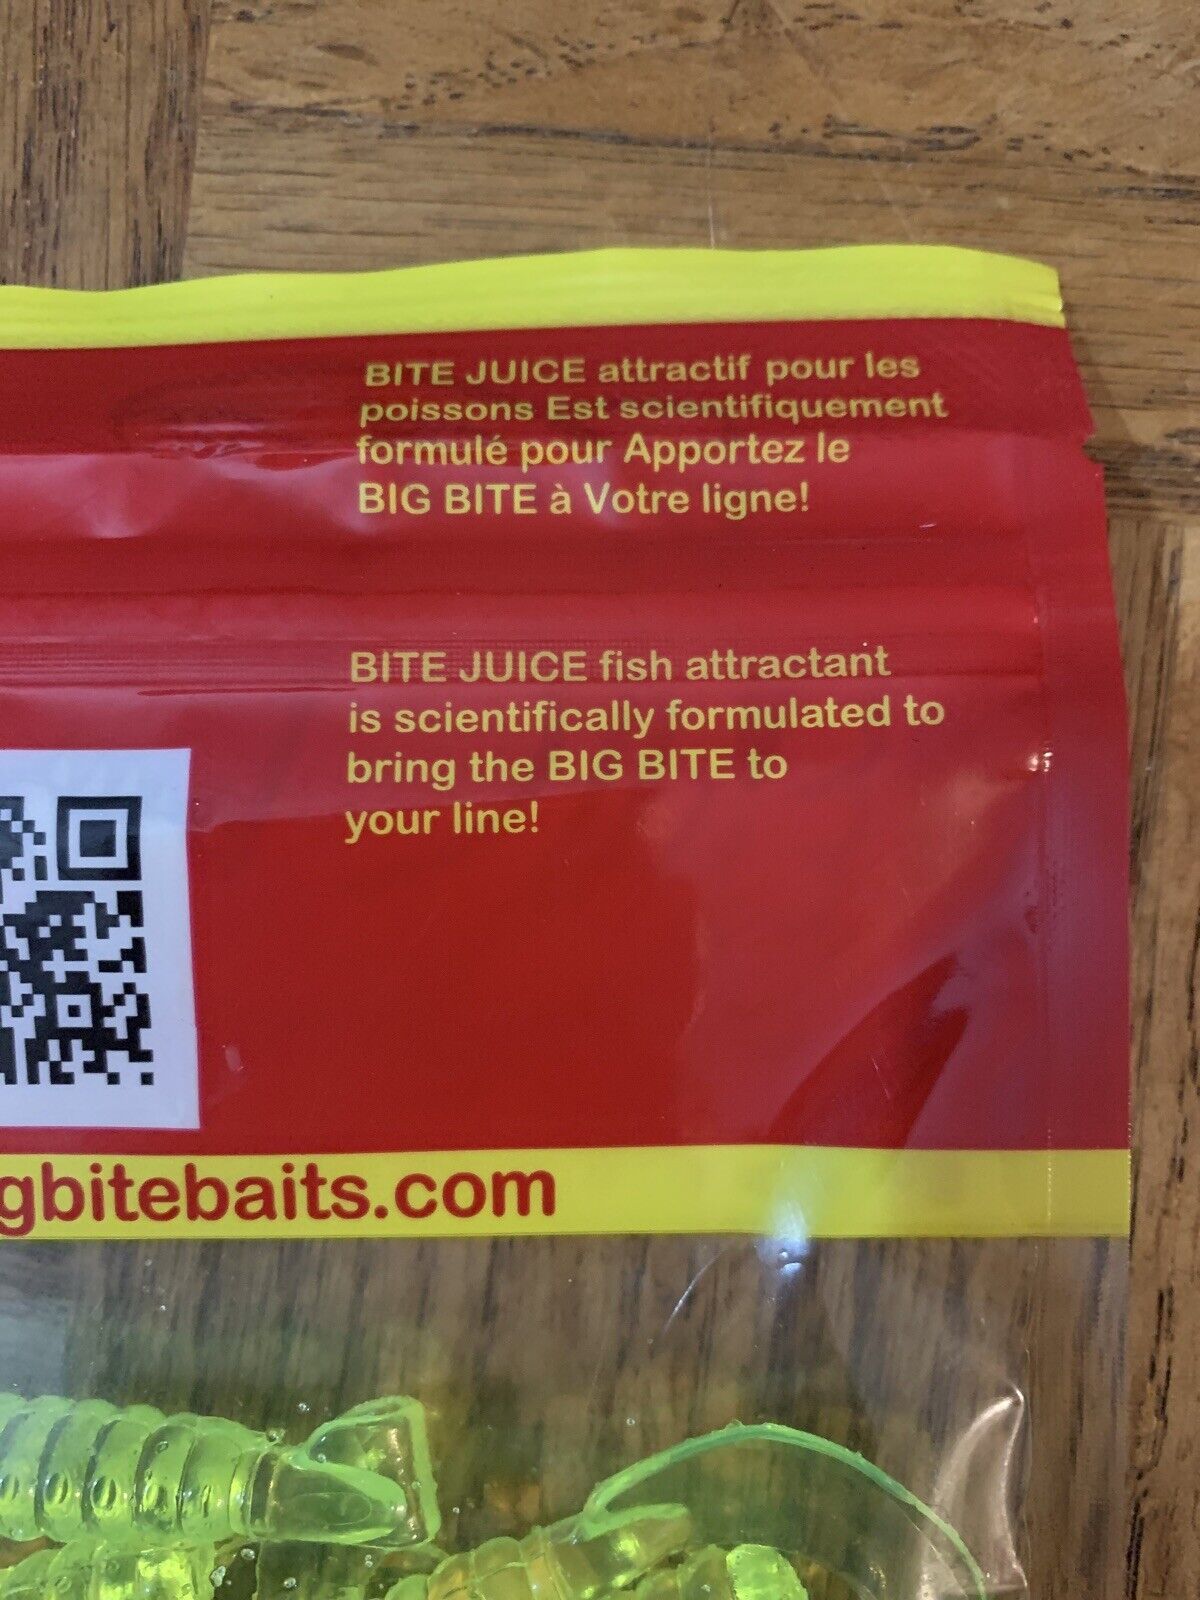 BITE JUICE attractif pour les
poissons Est scientifiquement
formulé pour Apportez le
BIG BITE à Votre ligne!
BITE JUICE fish attractant
is scientifically formulated to
bring the BIG BITE to
your line!
gbitebaits.com